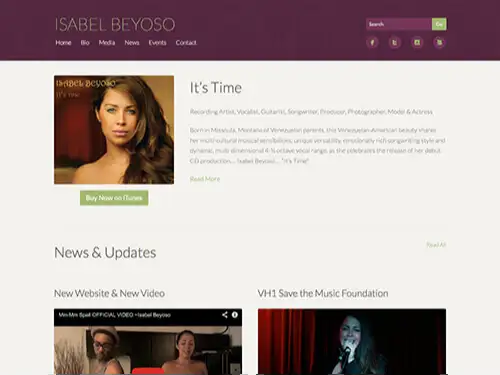 ISABEL BEYOSO
Search
Go
Home Bio Media News Events Contact
ISABEL BEYOSO
It's time
It's Time
Recording Artist, Vocalist, Guitarist, Songwriter, Producer, Photographer, Model & Actress
Born in Missoula, Montana of Venezuelan parents, this Venezuelan-American beauty shares
her multicultural musical sensibilities, unique versatility, emotionally rich songwriting style and
dynamic, multi-dimensional 4 ½ octave vocal range, as she celebrates the release of her debut
CD production.... Isabel Beyoso... "It's Time"
Read More
Buy Now on iTunes
News & Updates
Read All
New Website & New Video
VH1 Save the Music Foundation
Mm-Mm Spell OFFICIAL VIDEO ~Isabel Beyoso